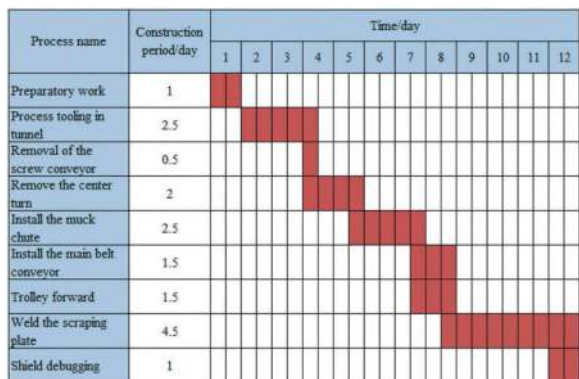 Process name
Construction
period/day
Time/day
1 2 3 4 5 6 7 8 9 10 11 12
Preparatory work 1
Process tooling in
tunnel
2.5
Removal of the
screw conveyor
0.5
Remove the center
turn
2
Install the muck
chute
2.5
Install the main belt
conveyor
1.5
Trolley forward 1.5
Weld the scraping
plate
4.5
Shield debugging 1